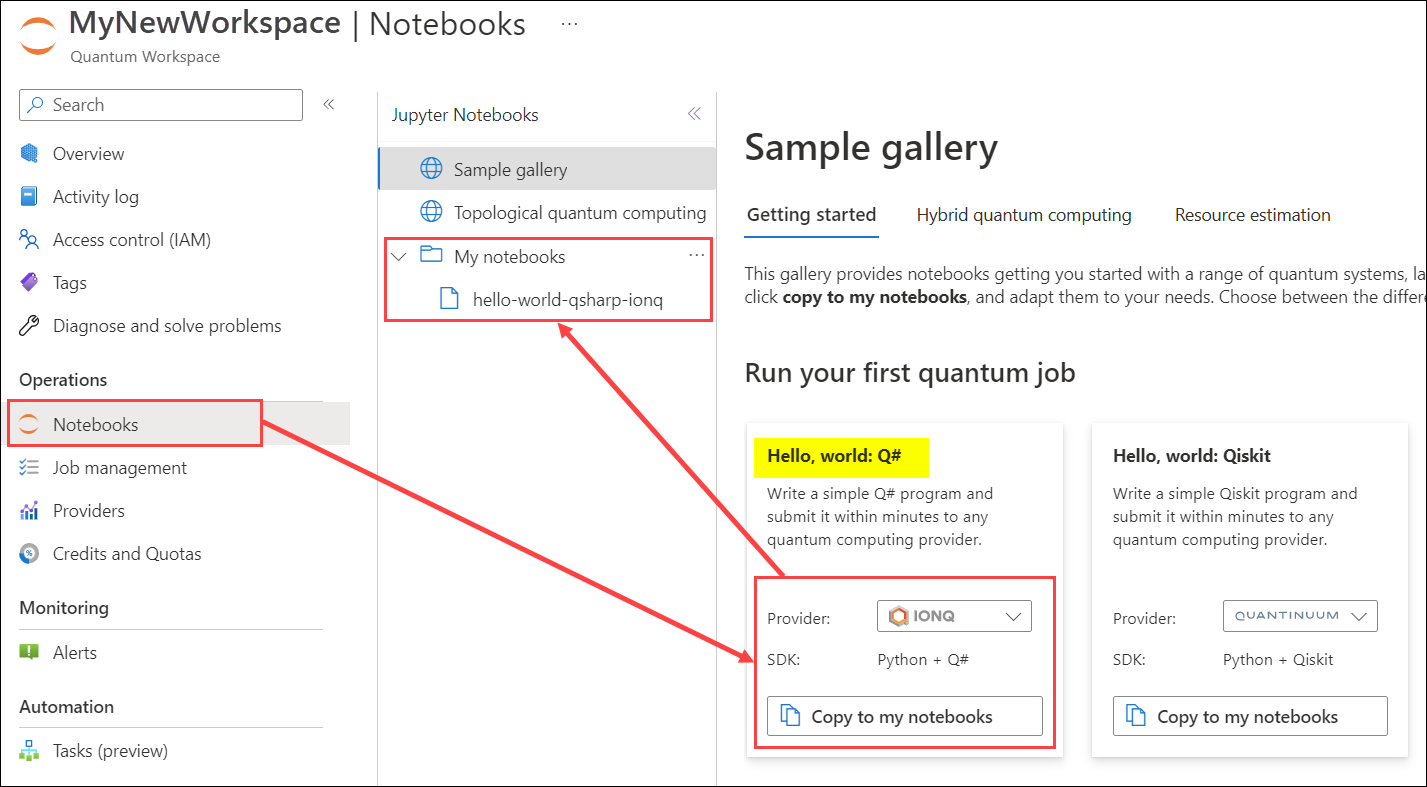 MyNewWorkspace | Notebooks ...
Quantum Workspace
Search
Overview
Activity log
Access control (IAM)
Tags
Diagnose and solve problems
Operations
Notebooks
Job management
Providers
Credits and Quotas
Monitoring
Alerts
Automation
Tasks (preview)
Jupyter Notebooks
Sample gallery
Topological quantum computing
My notebooks ...
hello-world-qsharp-ionq
Sample gallery
Getting started Hybrid quantum computing Resource estimation
This gallery provides notebooks getting you started with a range of quantum systems, la
click copy to my notebooks, and adapt them to your needs. Choose between the differe
Run your first quantum job
Hello, world: Q#
Write a simple Q# program and
submit it within minutes to any
quantum computing provider.
Provider: IONQ
SDK: Python + Q#
Copy to my notebooks
Hello, world: Qiskit
Write a simple Qiskit program and
submit it within minutes to any
quantum computing provider.
Provider: QUANTINUUM
SDK: Python + Qiskit
Copy to my notebooks